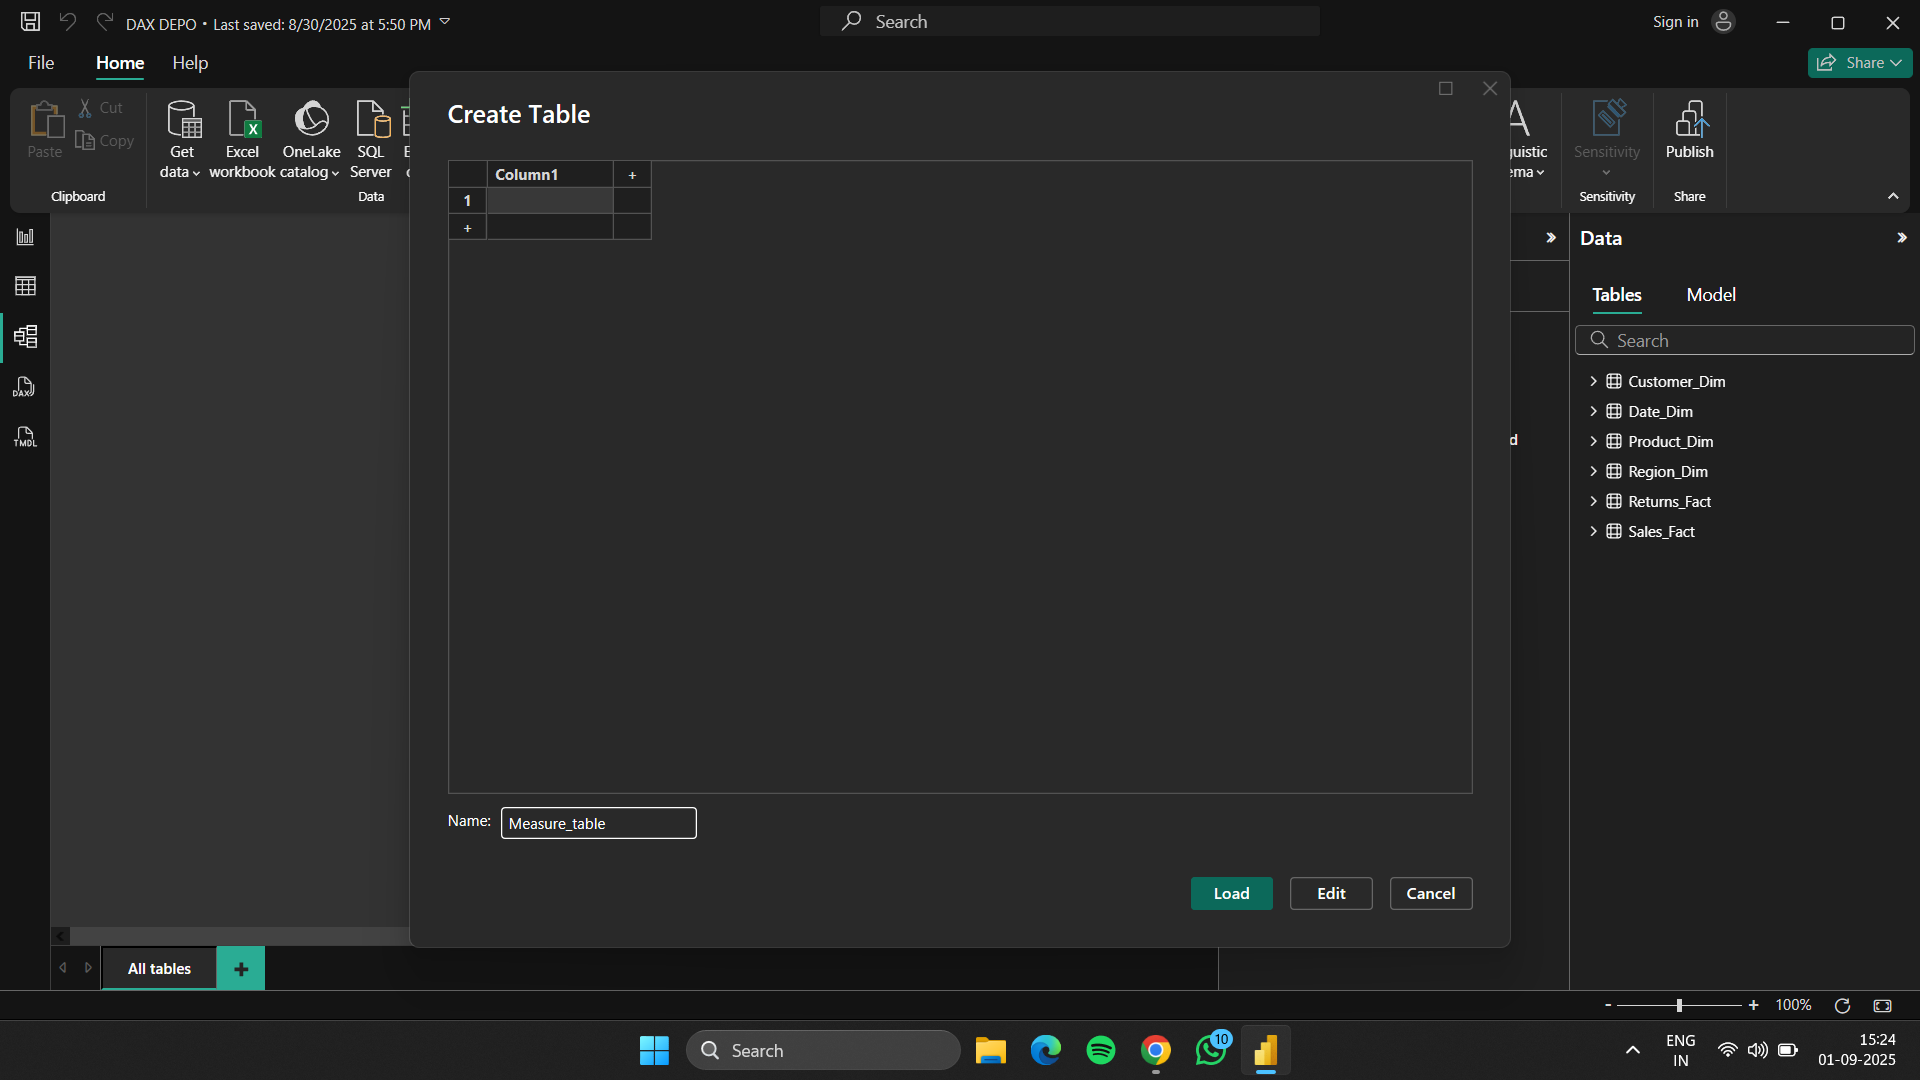 DAX DEPO • Last saved: 8/30/2025 at 5:50 PM
Search
Sign in
File
Home
Help
Share
Create Table
Paste
Cut
Copy
Clipboard
Get
data
Excel
workbook
OneLake
catalog
SQL
Server
Data
Sensitivity
Sensitivity
Publish
Share
Column1
+
1
+
DAX
TMDL
Data
Tables
Model
Search
Customer_Dim
Date_Dim
Product_Dim
Region_Dim
Returns_Fact
Sales_Fact
Name:
Measure_table
Load
Edit
Cancel
All tables
+
- + 100%
Search
10
ENG
IN
15:24
01-09-2025